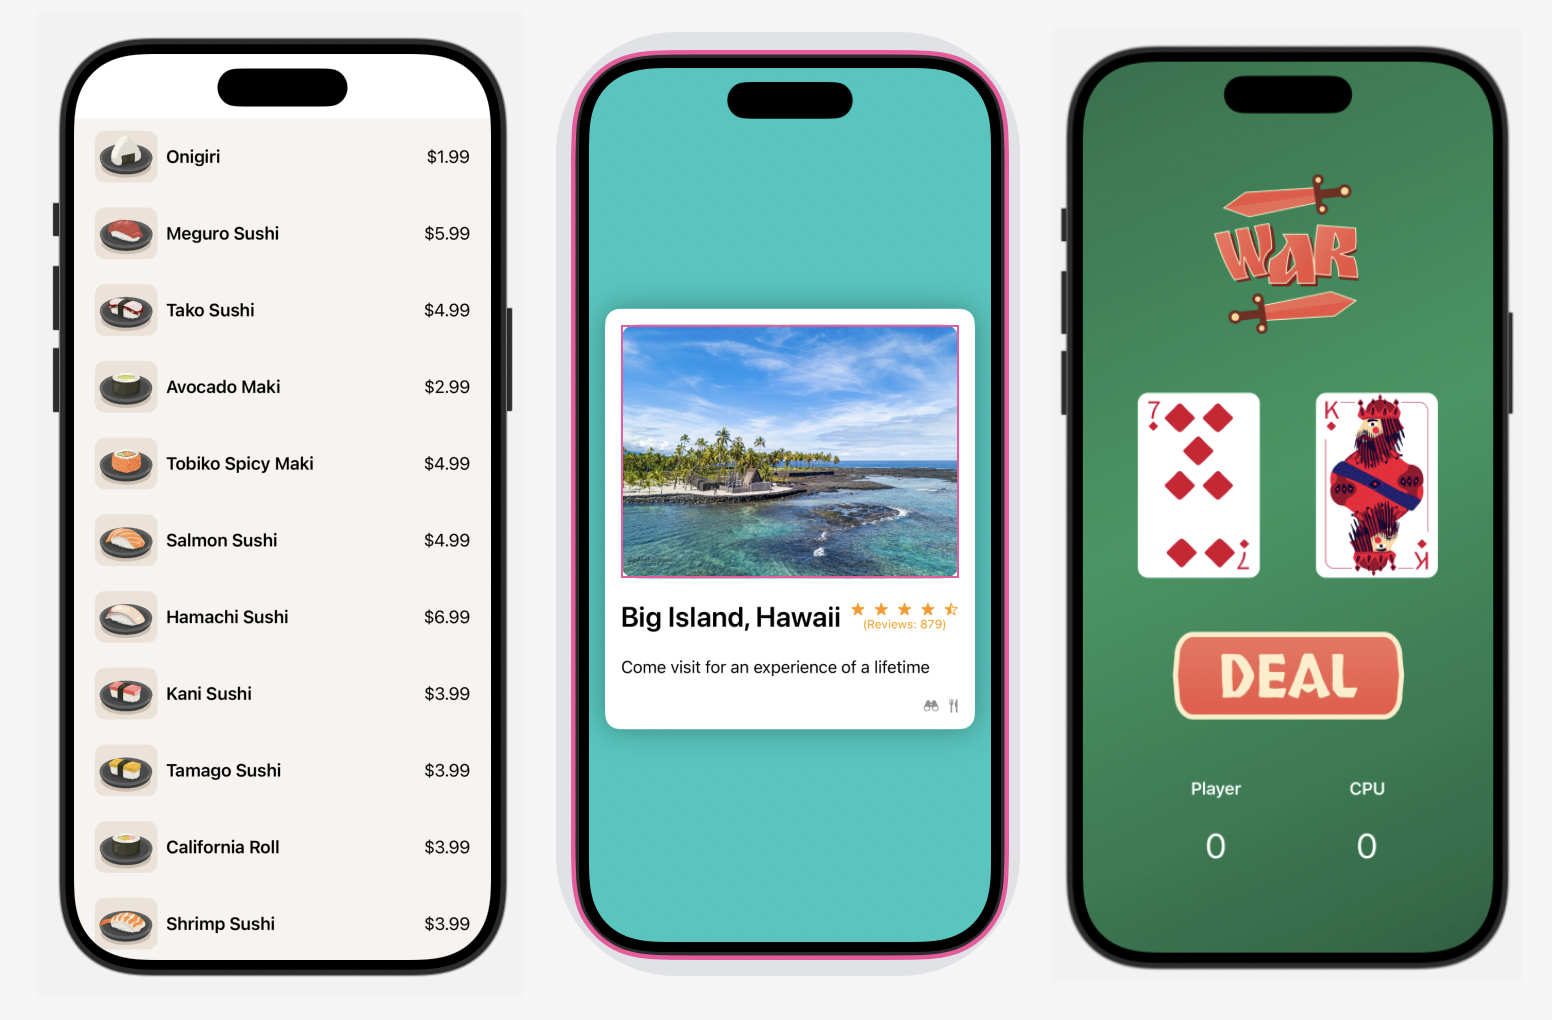 Onigiri $1.99
Meguro Sushi $5.99
Tako Sushi $4.99
Avocado Maki $2.99
Tobiko Spicy Maki $4.99
Salmon Sushi $4.99
Hamachi Sushi $6.99
Kani Sushi $3.99
Tamago Sushi $3.99
California Roll $3.99
Shrimp Sushi $3.99
Big Island, Hawaii
(Reviews: 879)
Come visit for an experience of a lifetime
WAR
7 K
7 K
DEAL
Player CPU
0 0